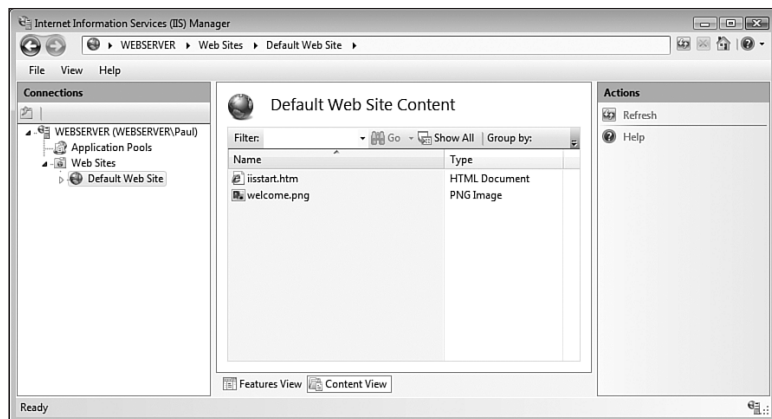 Internet Information Services (IIS) Manager
WEBSERVER Web Sites Default Web Site
File View Help
Connections
WEBSERVER (WEBSERVER\Paul)
Application Pools
Web Sites
Default Web Site
Default Web Site Content
Filter: Go Show All Group by:
Name Type
iisstart.htm HTML Document
welcome.png PNG Image
Features View Content View
Actions
Refresh
Help
Ready